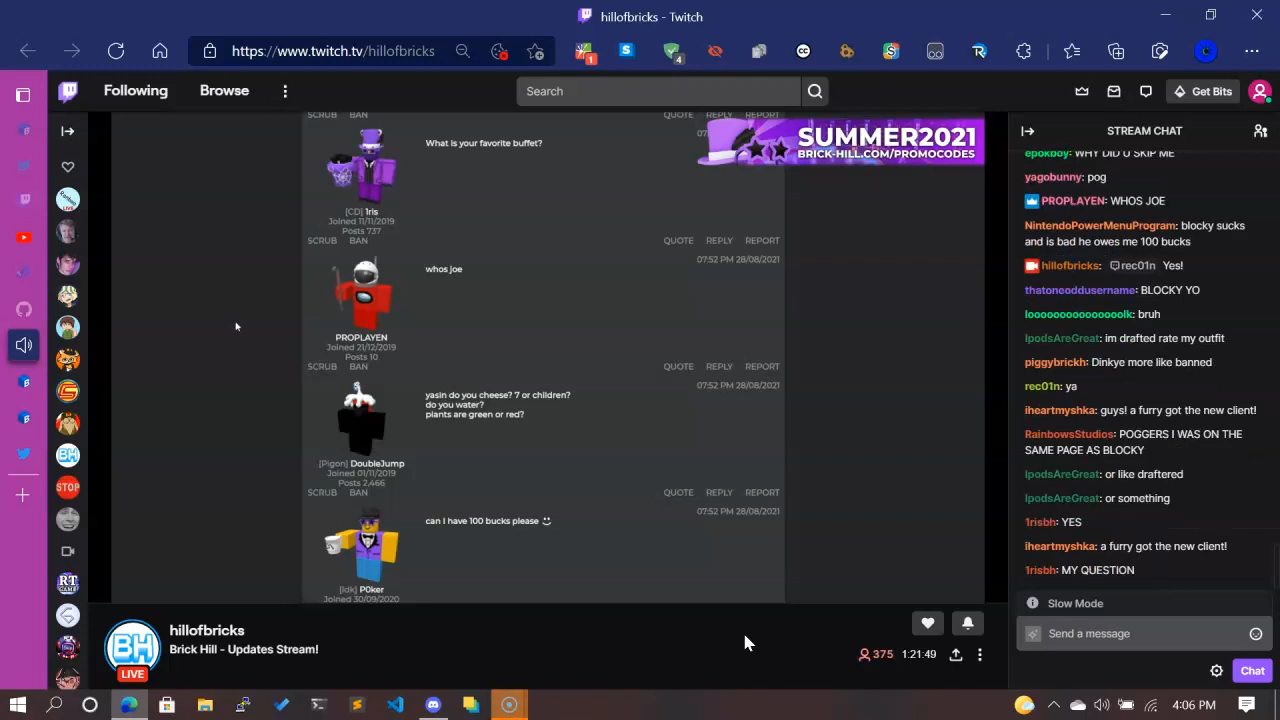 hillofbricks - Twitch
https://www.twitch.tv/hillofbricks
1
4
Following
Browse
Search
Get Bits
SCRUB BAN
QUOTE REPLY REPORT
What is your favorite buffet?
07
SUMMER2021
BRICK-HILL.COM/PROMOCODES
[CD] 1ris
Joined 11/11/2019
Posts 737
SCRUB BAN
QUOTE REPLY REPORT
07:52 PM 28/08/2021
whos joe
PROPLAYEN
Joined 21/12/2019
Posts 10
SCRUB BAN
QUOTE REPLY REPORT
07:52 PM 28/08/2021
yasin do you cheese? 7 or children?
do you water?
plants are green or red?
[Pigon] DoubleJump
Joined 01/11/2019
Posts 2,466
SCRUB BAN
QUOTE REPLY REPORT
07:52 PM 28/08/2021
can I have 100 bucks please
[Idk] P0ker
Joined 30/09/2020
BH
LIVE
hillofbricks
Brick Hill - Updates Stream!
375
1:21:49
STREAM CHAT
epokboy: WHY DID U SKIP ME
yagobunny: pog
PROPLAYEN: WHOS JOE
NintendoPowerMenuProgram: blocky sucks
and is bad he owes me 100 bucks
hillofbricks: rec01n Yes!
thatoneoddusername: BLOCKY YO
looooooooooooooolk: bruh
IpodsAreGreat: im drafted rate my outfit
piggybrickh: Dinkye more like banned
rec01n: ya
iheartmyshka: guys! a furry got the new client!
RainbowsStudios: POGGERS I WAS ON THE
SAME PAGE AS BLOCKY
IpodsAreGreat: or like draftered
IpodsAreGreat: or something
1risbh: YES
iheartmyshka: a furry got the new client!
1risbh: MY QUESTION
Slow Mode
Send a message
Chat
BH
STOP
RT
GAME
4:06 PM